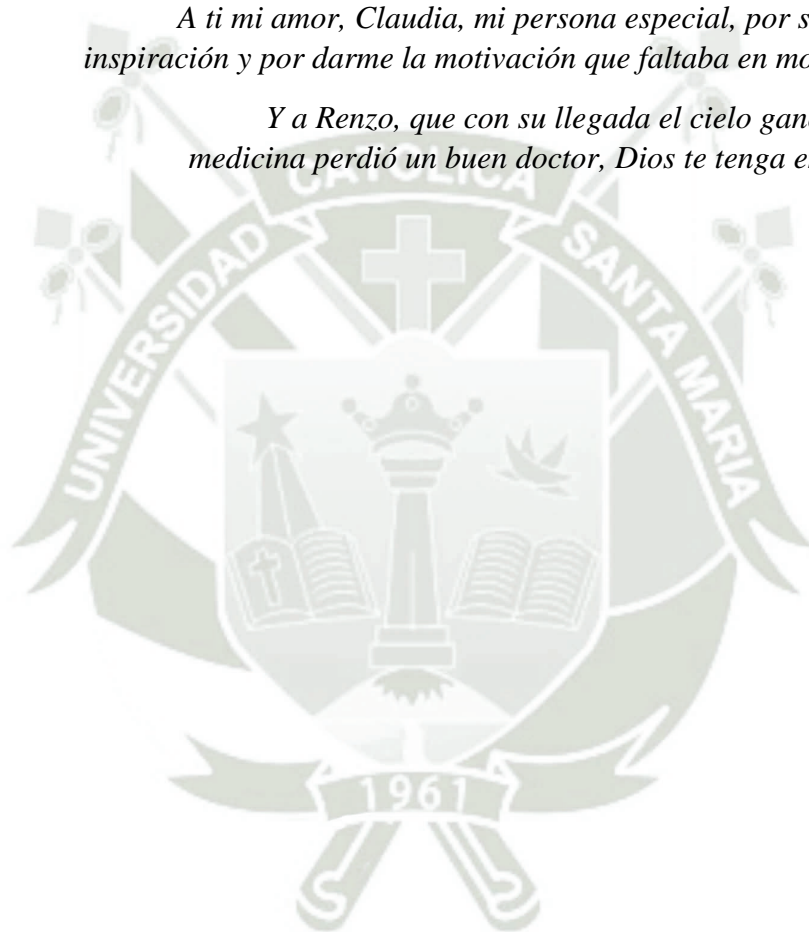 A ti mi amor, Claudia, mi persona especial, por s
inspiración y por darme la motivación que faltaba en mo
Y a Renzo, que con su llegada el cielo gan
medicina perdió un buen doctor, Dios te tenga e
UNIVERSIDAD CATOLICA SANTA MARIA
1961